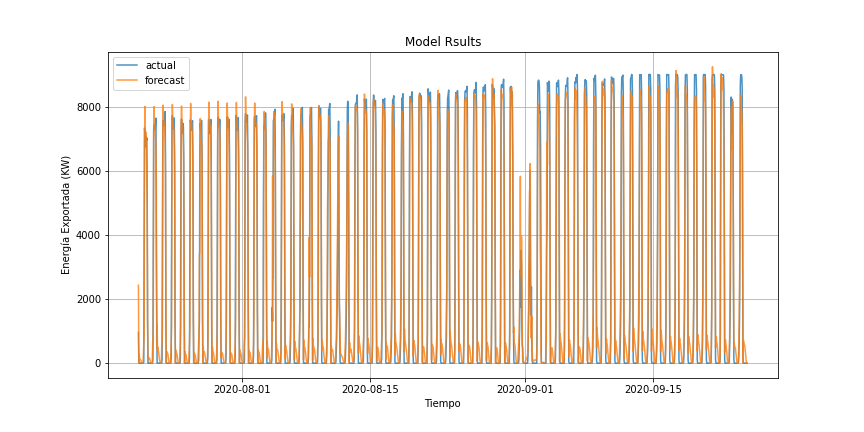 Model Rsults
actual
forecast
Energía Exportada (KW)
8000
6000
4000
2000
0
2020-08-01
2020-08-15
2020-09-01
2020-09-15
Tiempo